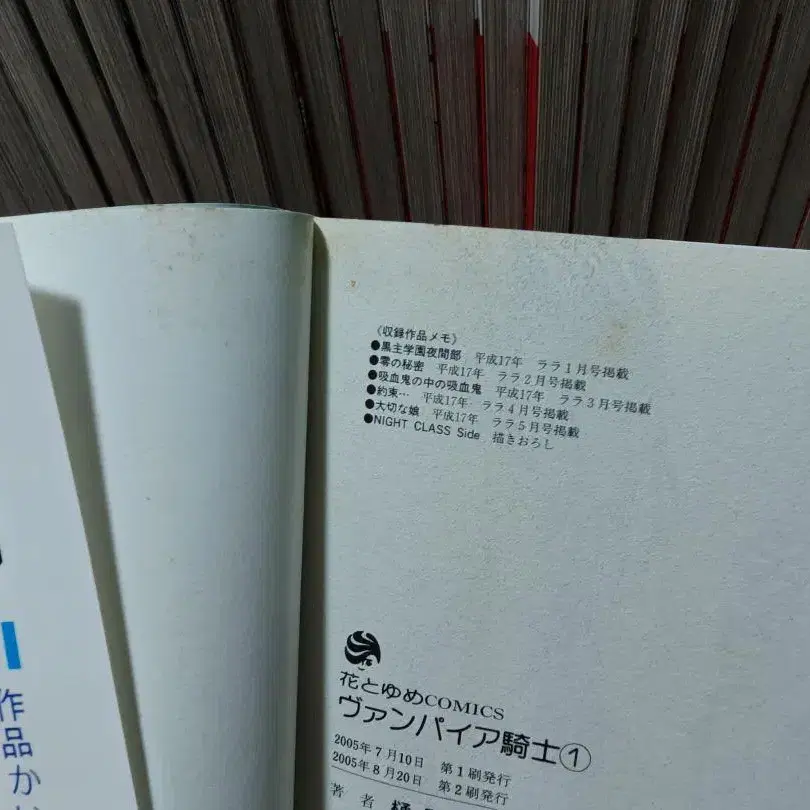 《収録作品メモ》
●黒主学園夜間部 平成17年 ララ1月号掲載
●零の秘密 平成17年 ララ2月号掲載
●吸血鬼の中の吸血鬼 平成17年 ララ3月号掲載
●約束… 平成17年 ララ4月号掲載
●大切な娘 平成17年 ララ5月号掲載
●NIGHT CLASS Side 描きおろし
花とゆめCOMICS
ヴァンパイア騎士①
2005年7月10日 第1刷発行
2005年8月20日 第2刷発行
著者 樋
作品か